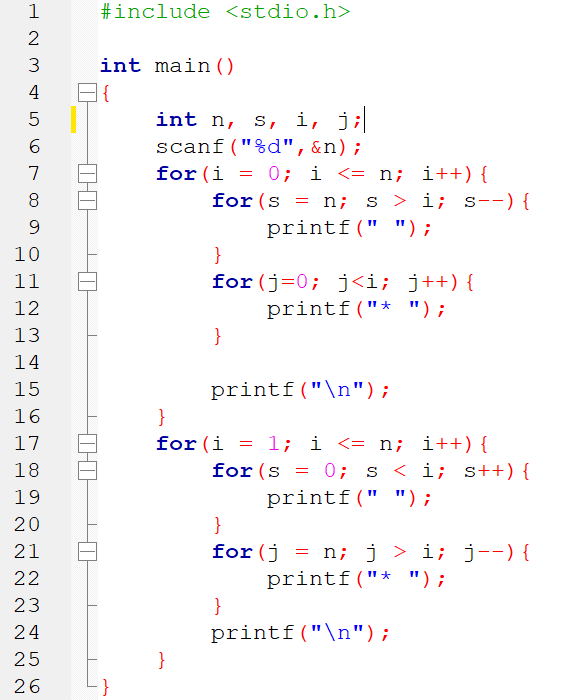 1 #include <stdio.h>
2
3 int main()
4 {
5     int n, s, i, j;
6     scanf("%d",&n);
7     for(i = 0; i <= n; i++){
8         for(s = n; s > i; s--){
9             printf(" ");
10         }
11         for(j=0; j<i; j++){
12             printf("* ");
13         }
14
15         printf("\n");
16     }
17     for(i = 1; i <= n; i++){
18         for(s = 0; s < i; s++){
19             printf(" ");
20         }
21         for(j = n; j > i; j--){
22             printf("* ");
23         }
24         printf("\n");
25     }
26 }